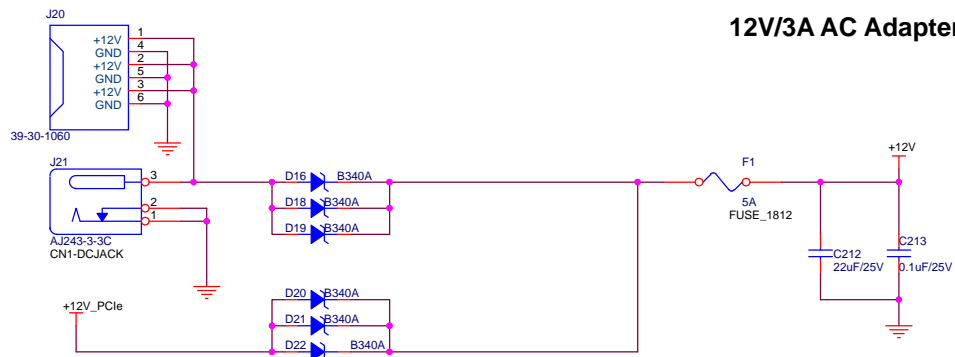 J20
12V/3A AC Adapter
+12V 1
GND 4
+12V 2
GND 5
+12V 3
GND 6
39-30-1060
J21
3
2
1
AJ243-3-3C
CN1-DCJACK
D16 B340A
D18 B340A
D19 B340A
F1
5A
FUSE_1812
+12V
C212
22uF/25V
C213
0.1uF/25V
+12V_PCIe
D20 B340A
D21 B340A
D22 B340A